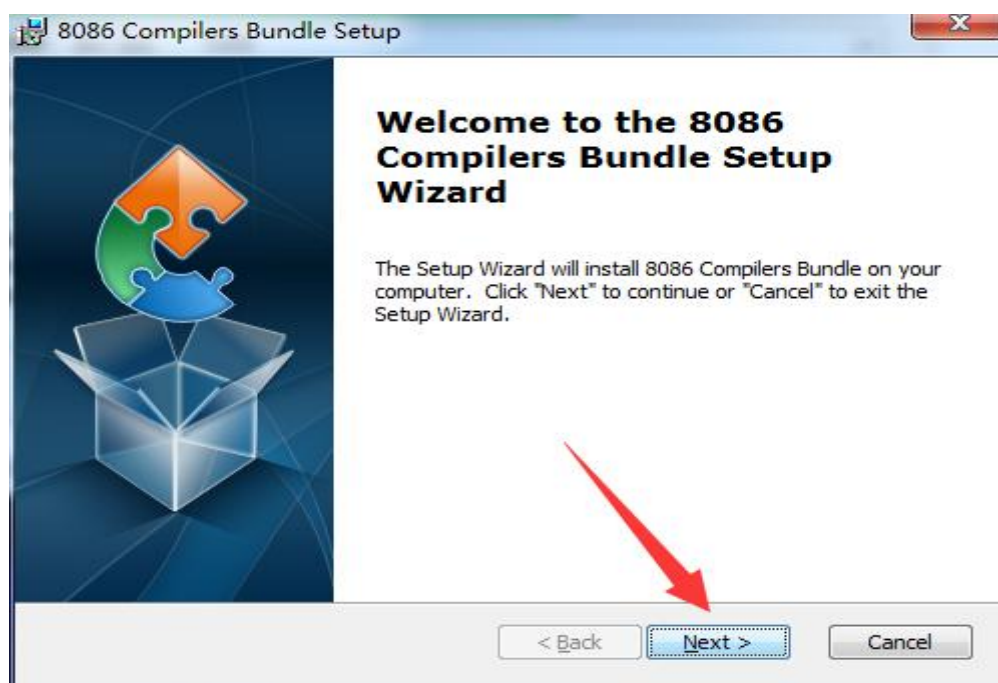 8086 Compilers Bundle Setup
Welcome to the 8086
Compilers Bundle Setup
Wizard
The Setup Wizard will install 8086 Compilers Bundle on your
computer. Click "Next" to continue or "Cancel" to exit the
Setup Wizard.
< Back Next > Cancel